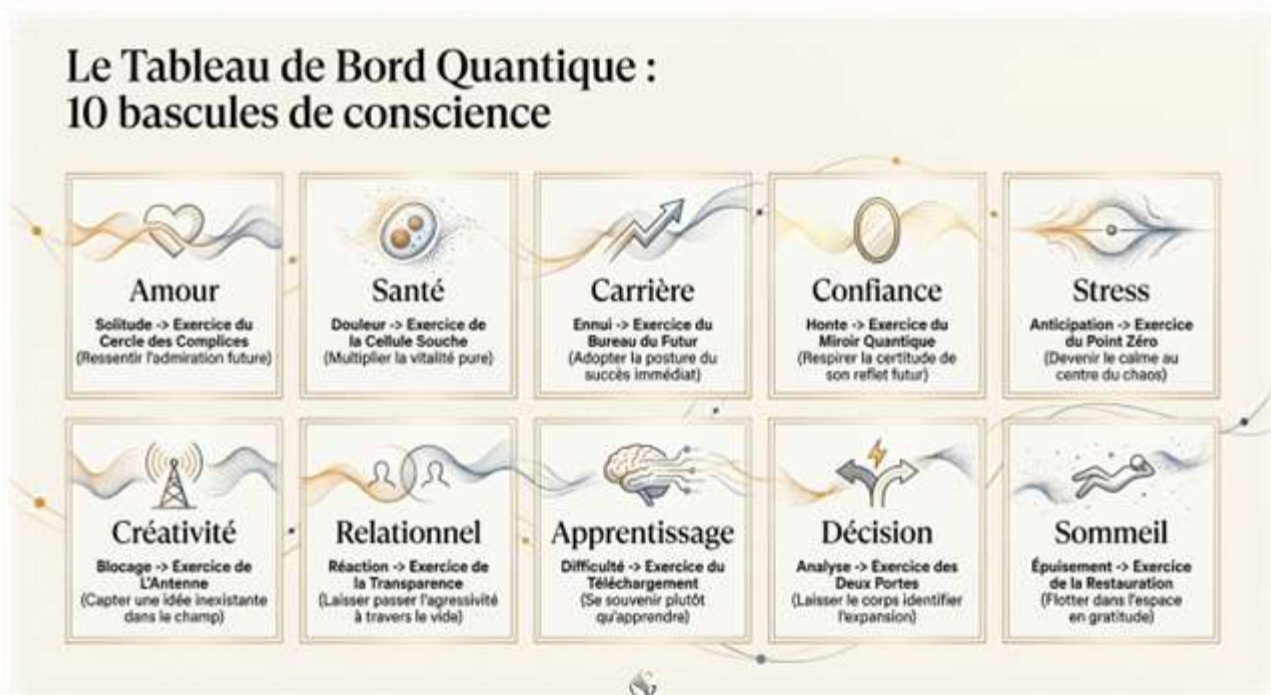 Le Tableau de Bord Quantique :
10 bascules de conscience
Amour
Solitude -> Exercice du
Cercle des Complices
(Ressentir l'admiration future)
Santé
Douleur -> Exercice de
la Cellule Souche
(Multiplier la vitalité pure)
Carrière
Ennui -> Exercice du
Bureau du Futur
(Adopter la posture du
succès immédiat)
Confiance
Honte -> Exercice du
Miroir Quantique
(Respirer la certitude de
son reflet futur)
Stress
Anticipation -> Exercice
du Point Zéro
(Devenir le calme au
centre du chaos)
Créativité
Blocage -> Exercice de
L'Antenne
(Capter une idée inexistante
dans le champ)
Relationnel
Réaction -> Exercice de
la Transparence
(Laisser passer l'agressivité
à travers le vide)
Apprentissage
Difficulté -> Exercice du
Téléchargement
(Se souvenir plutôt
qu'apprendre)
Décision
Analyse -> Exercice des
Deux Portes
(Laisser le corps identifier
l'expansion)
Sommeil
Épuisement -> Exercice
de la Restauration
(Flotter dans l'espace
en gratitude)